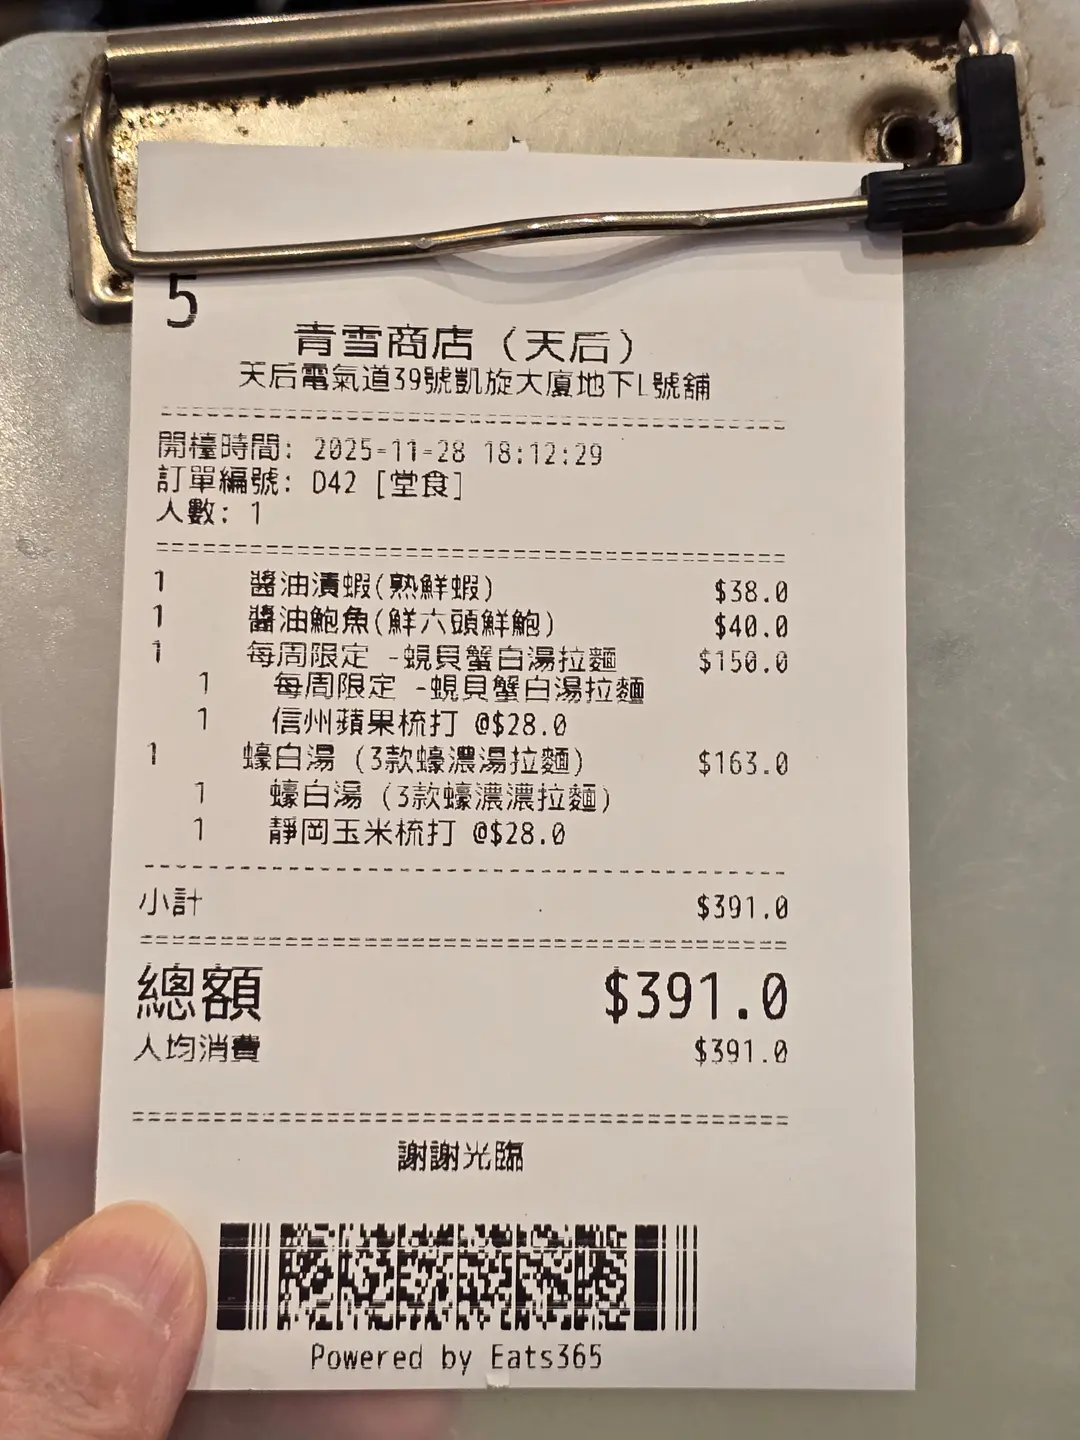 5
青雪商店（天后）
天后電氣道39號凱旋大廈地下L號舖
開檯時間: 2025-11-28 18:12:29
訂單編號: D42 [堂食]
人數: 1
1 醬油漬蝦(熟鮮蝦) $38.0
1 醬油鮑魚(鮮六頭鮮鮑) $40.0
1 每周限定 -蜆貝蟹白湯拉麵 $150.0
1 每周限定 -蜆貝蟹白湯拉麵
1 信州蘋果梳打 @$28.0
1 蠔白湯 (3款蠔濃湯拉麵) $163.0
1 蠔白湯 (3款蠔濃濃拉麵)
1 靜岡玉米梳打 @$28.0
小計 $391.0
總額 $391.0
人均消費 $391.0
謝謝光臨
Powered by Eats365